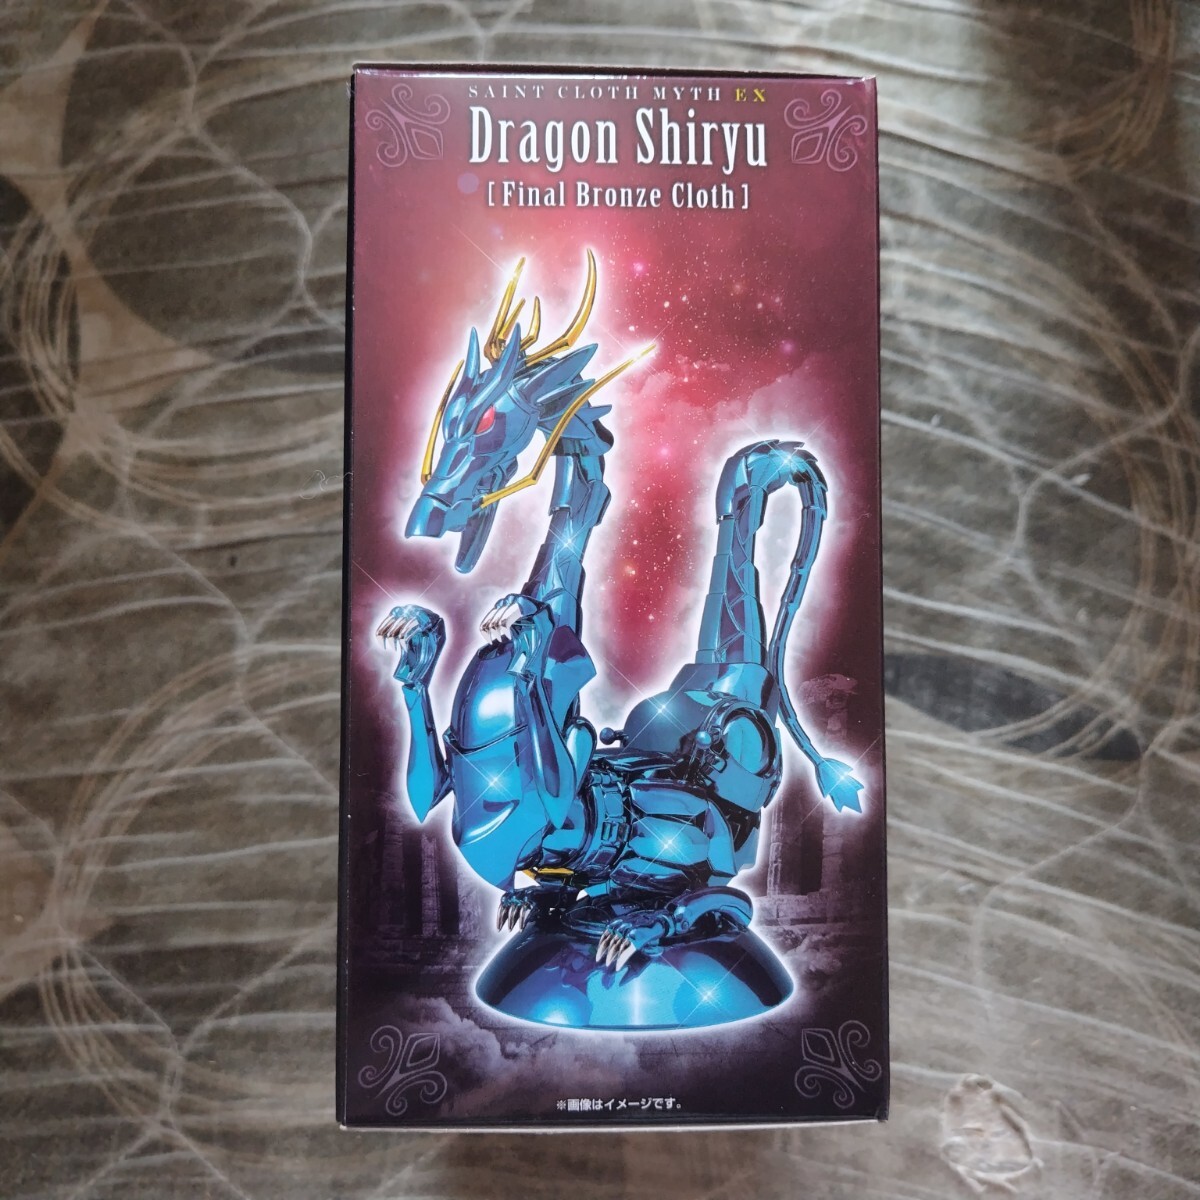 SAINT CLOTH MYTH EX
Dragon Shiryu
[Final Bronze Cloth]
※画像はイメージです。